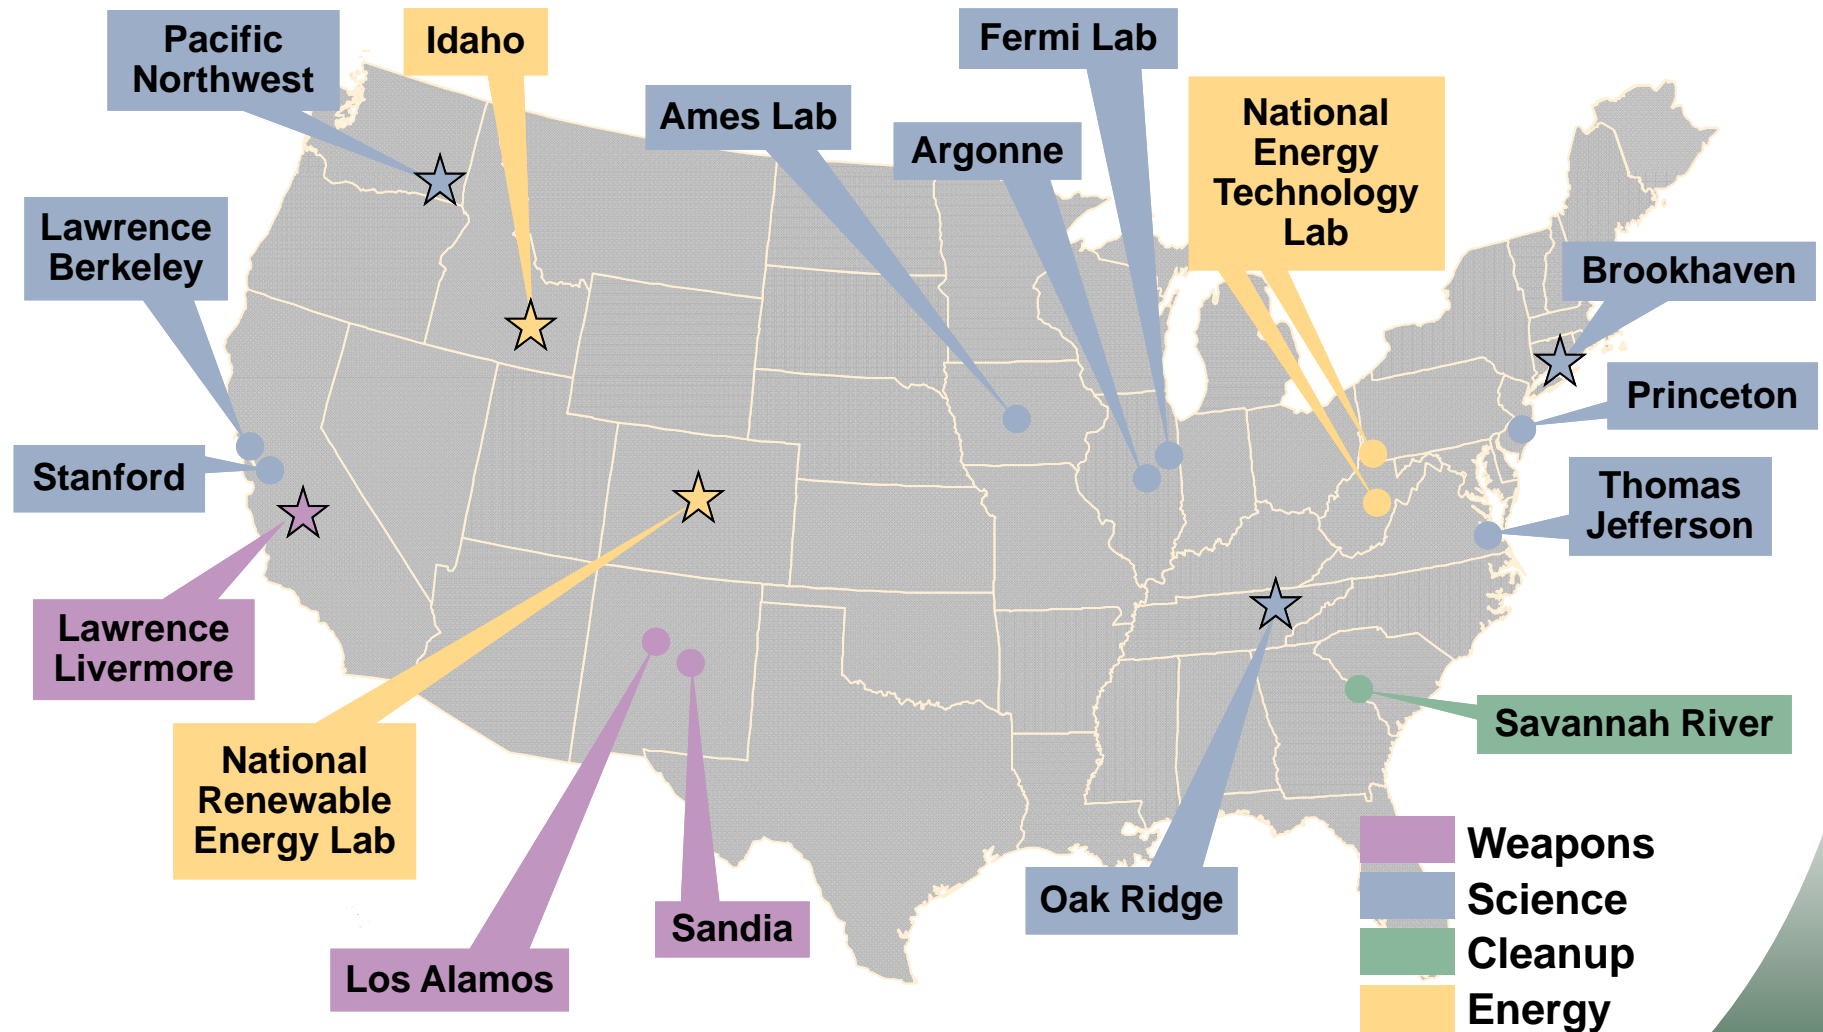 Pacific
Northwest
Idaho
Fermi Lab
Ames Lab
Argonne
National
Energy
Technology
Lab
Lawrence
Berkeley
Brookhaven
Princeton
Stanford
Thomas
Jefferson
Lawrence
Livermore
Savannah River
National
Renewable
Energy Lab
Oak Ridge
Sandia
Los Alamos
Weapons
Science
Cleanup
Energy